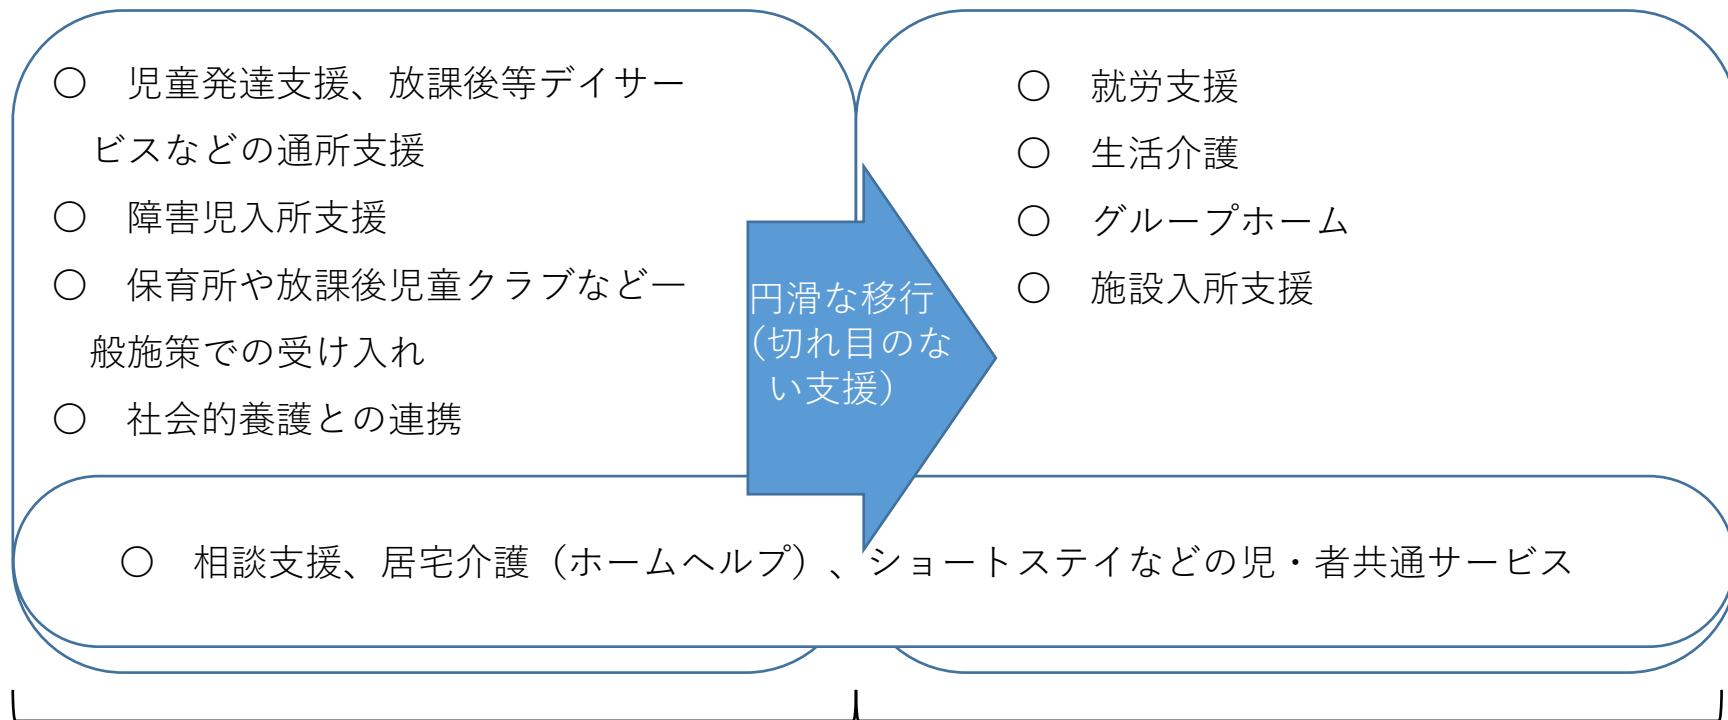 ○　児童発達支援、放課後等デイサー
ビスなどの通所支援
○　障害児入所支援
○　保育所や放課後児童クラブなど一
般施策での受け入れ
○　社会的養護との連携
円滑な移行
（切れ目のな
い支援）
○　就労支援
○　生活介護
○　グループホーム
○　施設入所支援
○　相談支援、居宅介護（ホームヘルプ）、ショートステイなどの児・者共通サービス